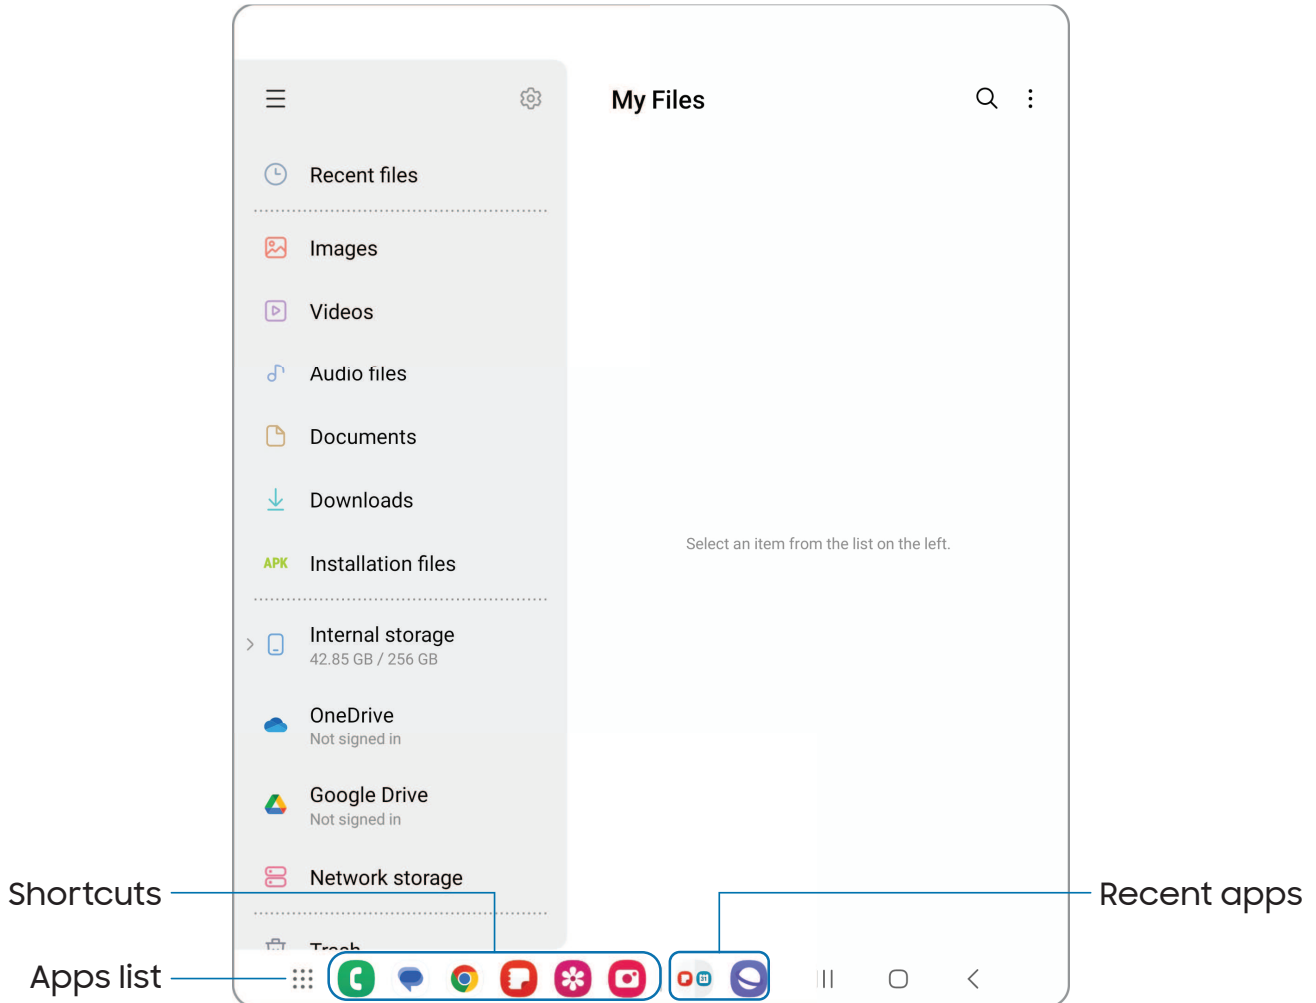 My Files
Recent files
Images
Videos
Audio files
Documents
Downloads
APK Installation files
Select an item from the list on the left.
Internal storage
42.85 GB / 256 GB
OneDrive
Not signed in
Google Drive
Not signed in
Network storage
Shortcuts
Recent apps
Trash
Apps list
31